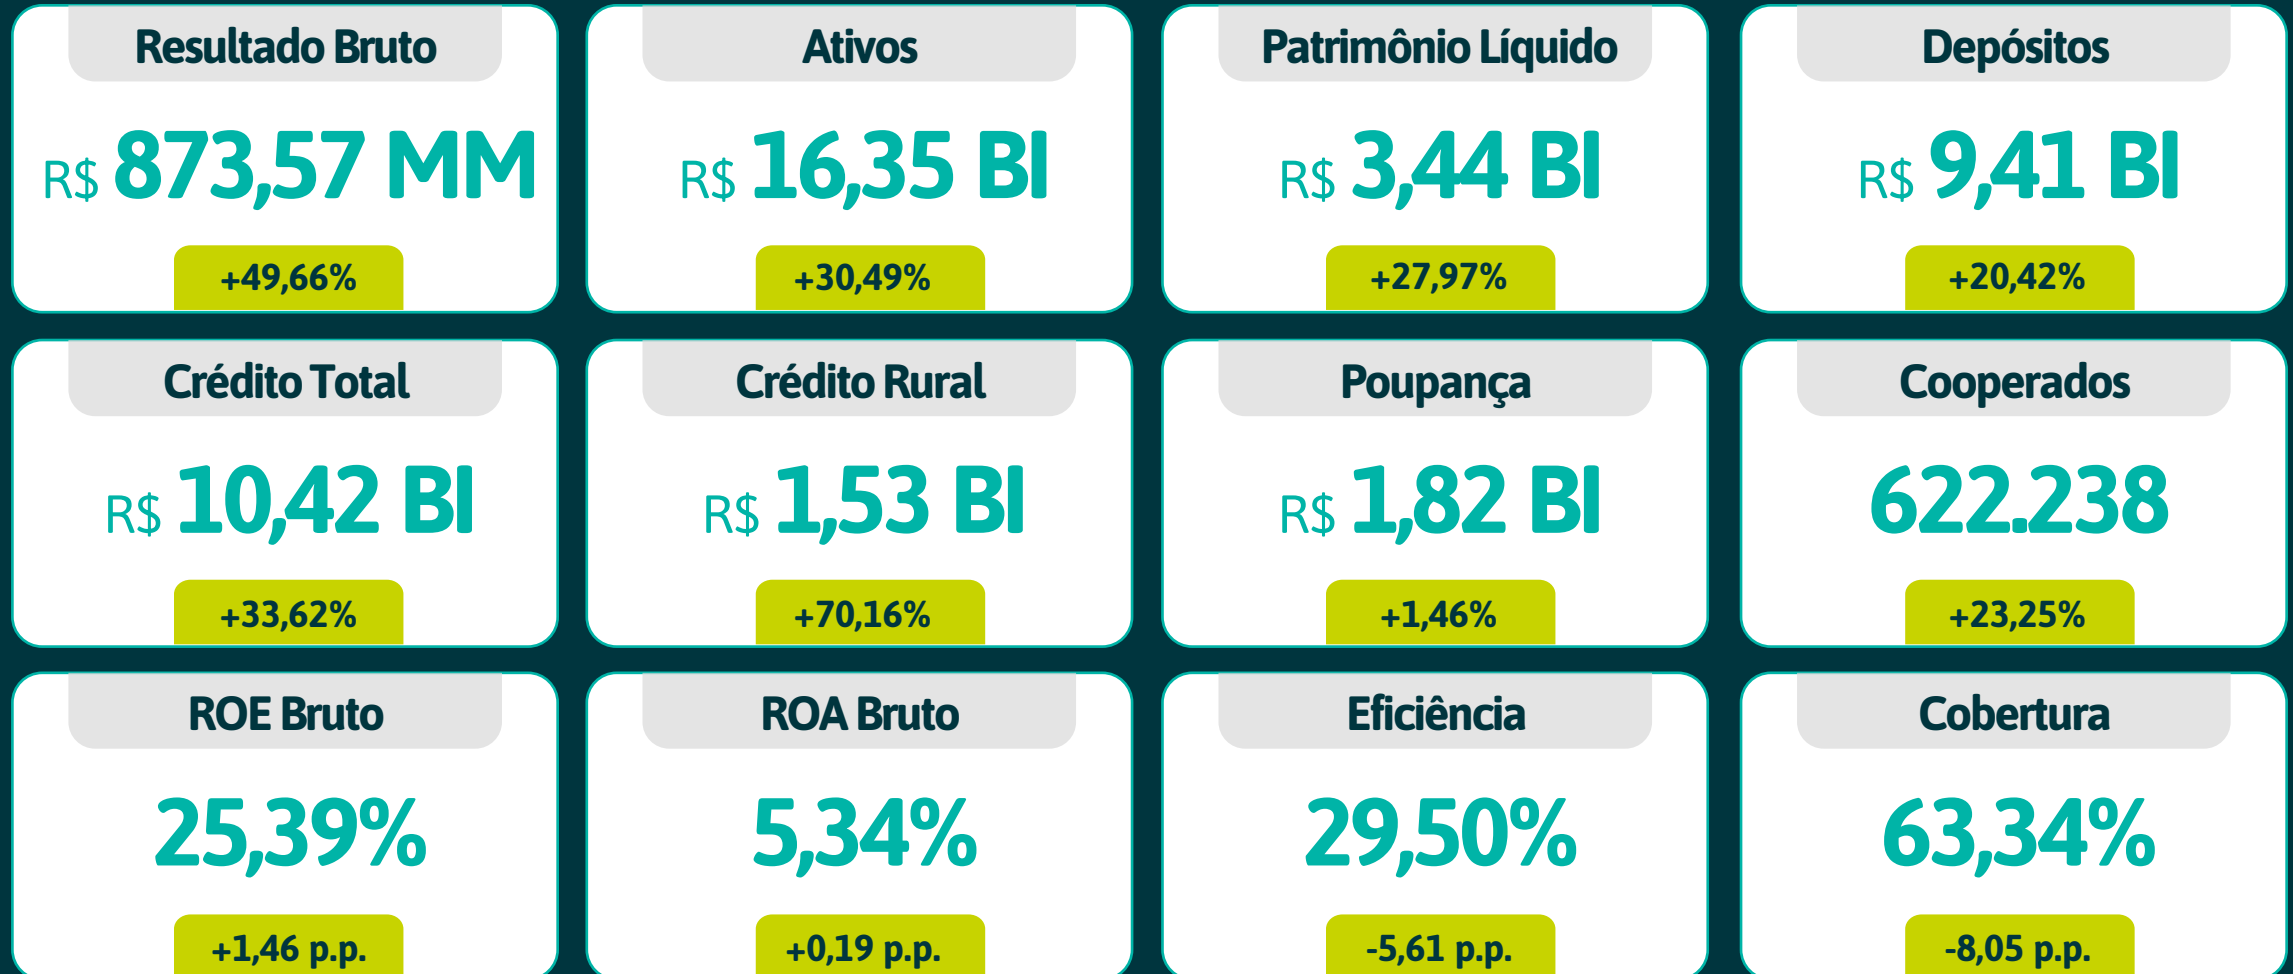 Resultado Bruto
R$ 873,57 MM
+49,66%
Ativos
R$ 16,35 BI
+30,49%
Patrimônio Líquido
R$ 3,44 BI
+27,97%
Depósitos
R$ 9,41 BI
+20,42%
Crédito Total
R$ 10,42 BI
+33,62%
Crédito Rural
R$ 1,53 BI
+70,16%
Poupança
R$ 1,82 BI
+1,46%
Cooperados
622.238
+23,25%
ROE Bruto
25,39%
+1,46 p.p.
ROA Bruto
5,34%
+0,19 p.p.
Eficiência
29,50%
-5,61 p.p.
Cobertura
63,34%
-8,05 p.p.